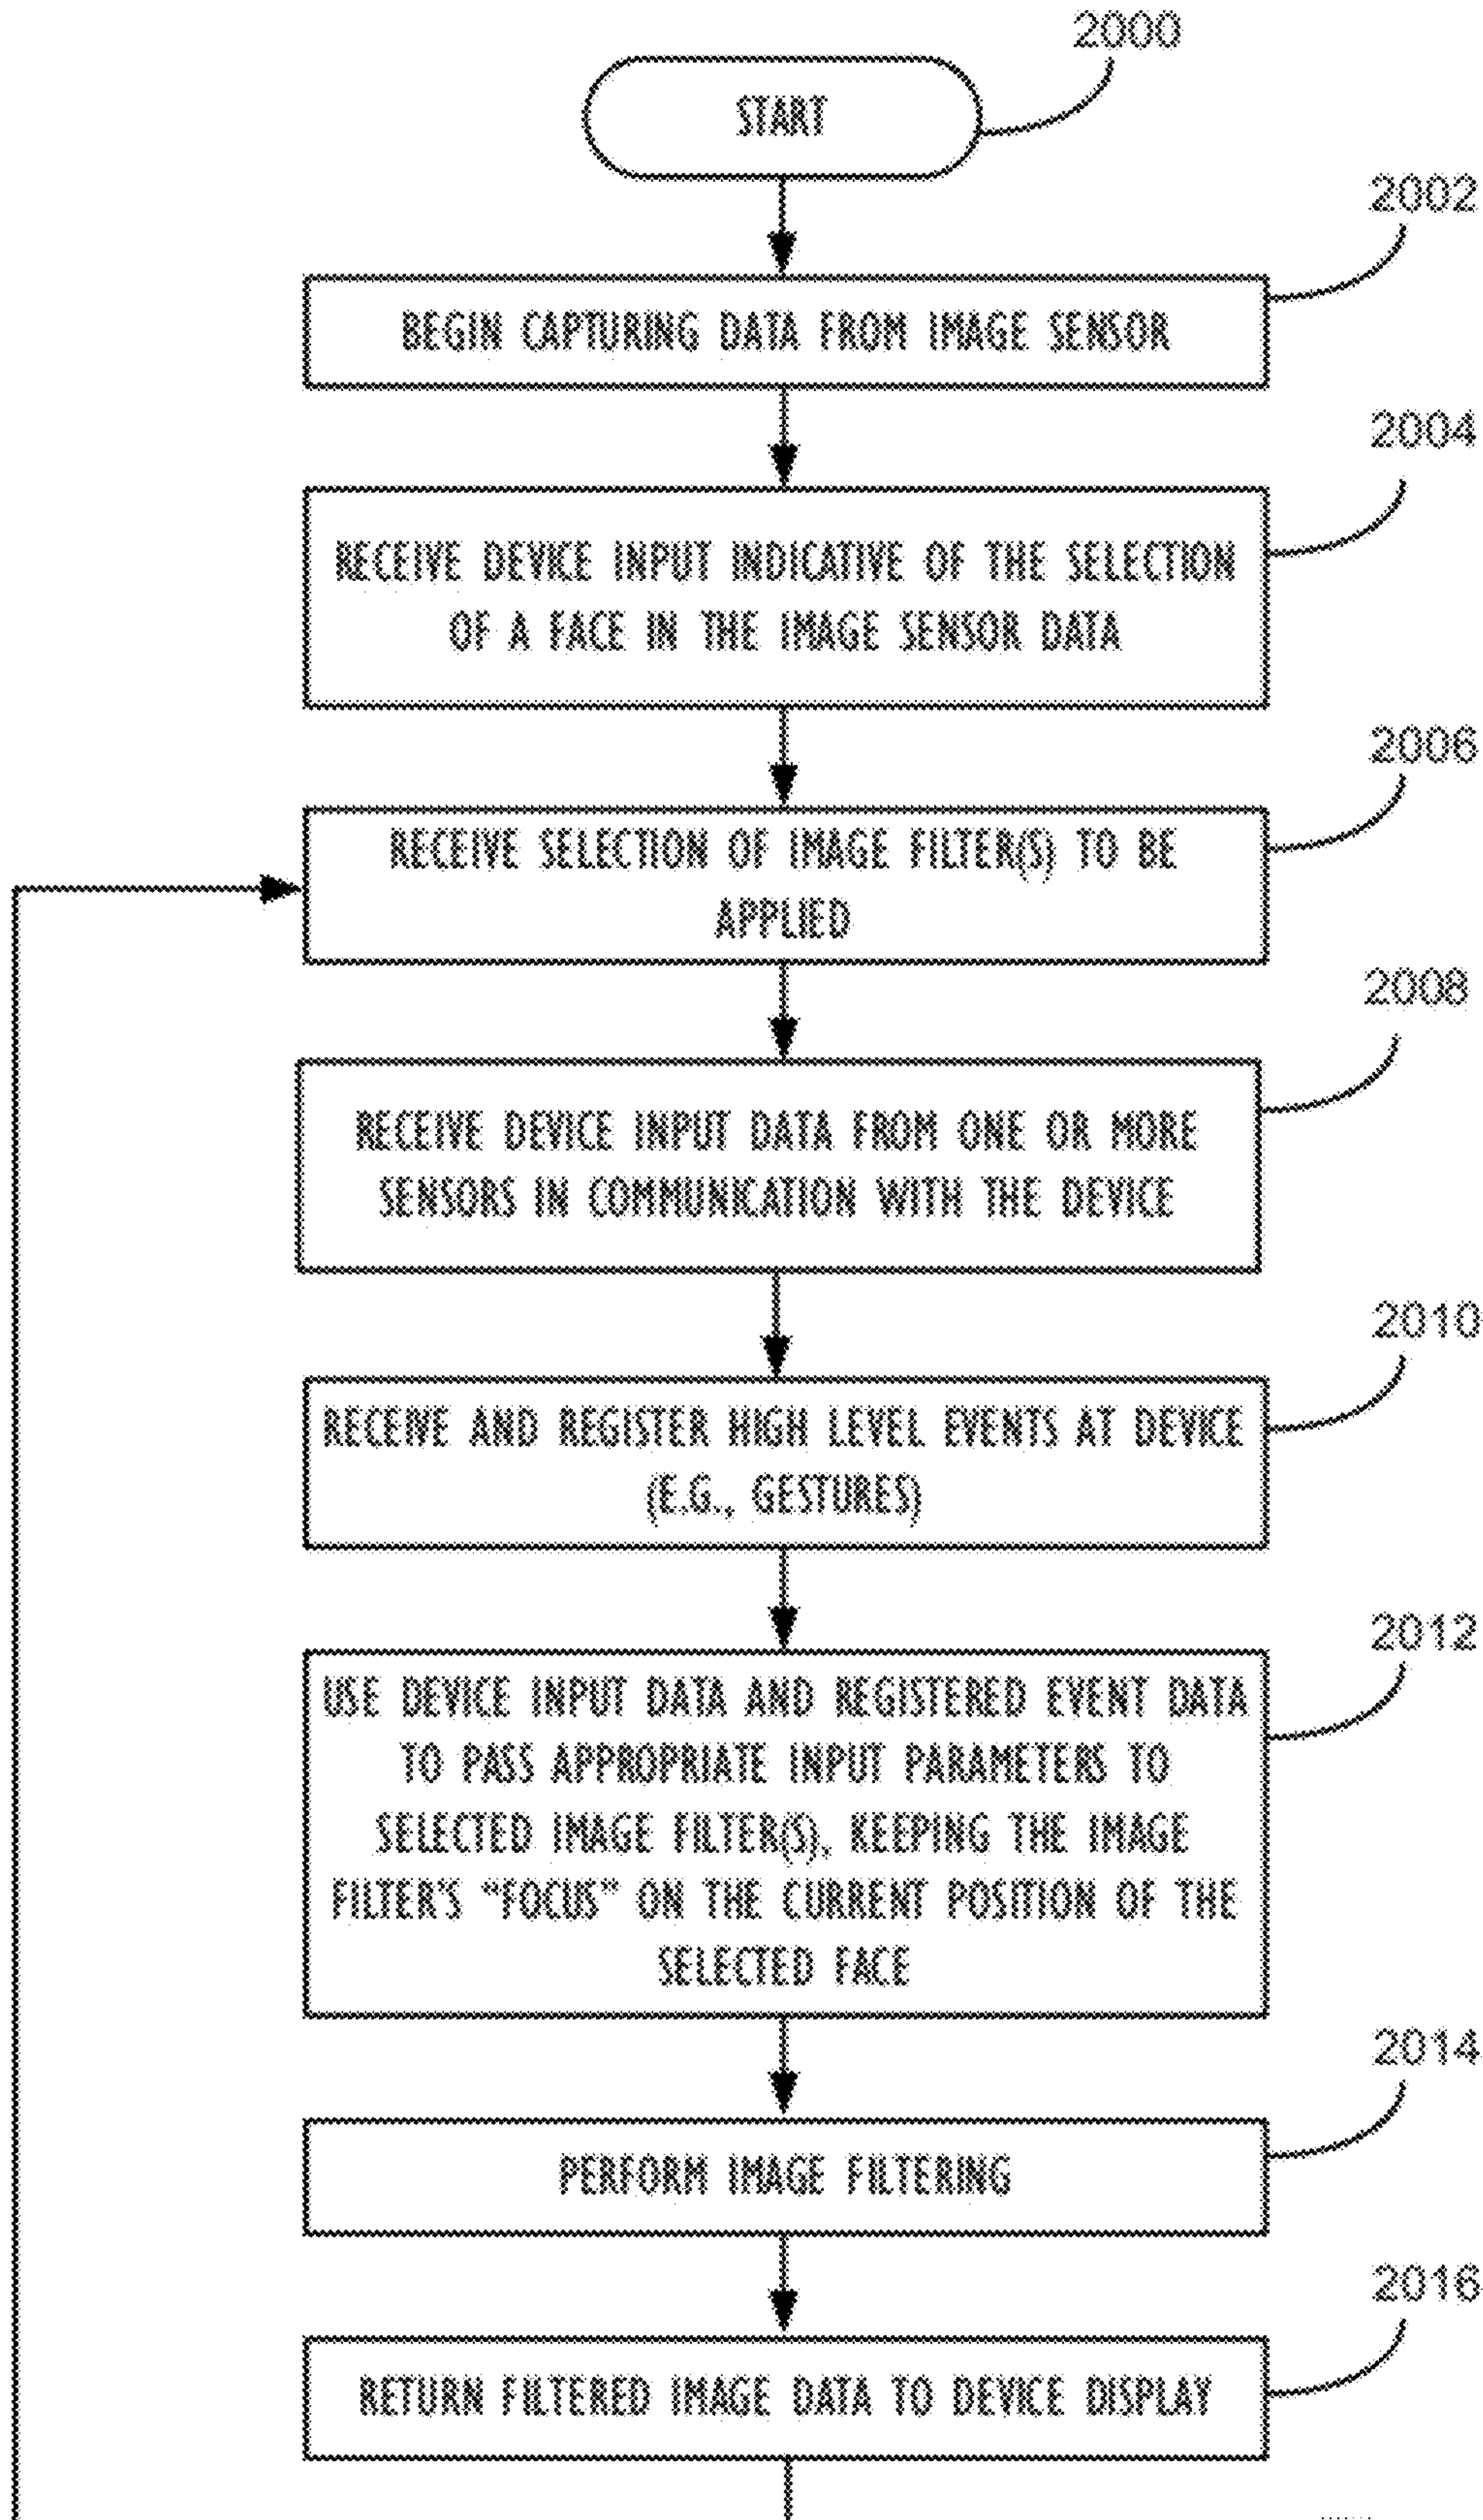 2000
START
2002
BEGIN CAPTURING DATA FROM IMAGE SENSOR
2004
RECEIVE DEVICE INPUT INDICATIVE OF THE SELECTION
OF A FACE IN THE IMAGE SENSOR DATA
2006
RECEIVE SELECTION OF IMAGE FILTER(S) TO BE
APPLIED
2008
RECEIVE DEVICE INPUT DATA FROM ONE OR MORE
SENSORS IN COMMUNICATION WITH THE DEVICE
2010
RECEIVE AND REGISTER HIGH LEVEL EVENTS AT DEVICE
(E.G., GESTURES)
2012
USE DEVICE INPUT DATA AND REGISTERED EVENT DATA
TO PASS APPROPRIATE INPUT PARAMETERS TO
SELECTED IMAGE FILTER(S), KEEPING THE IMAGE
FILTER'S “FOCUS” ON THE CURRENT POSITION OF THE
SELECTED FACE
2014
PERFORM IMAGE FILTERING
2016
RETURN FILTERED IMAGE DATA TO DEVICE DISPLAY